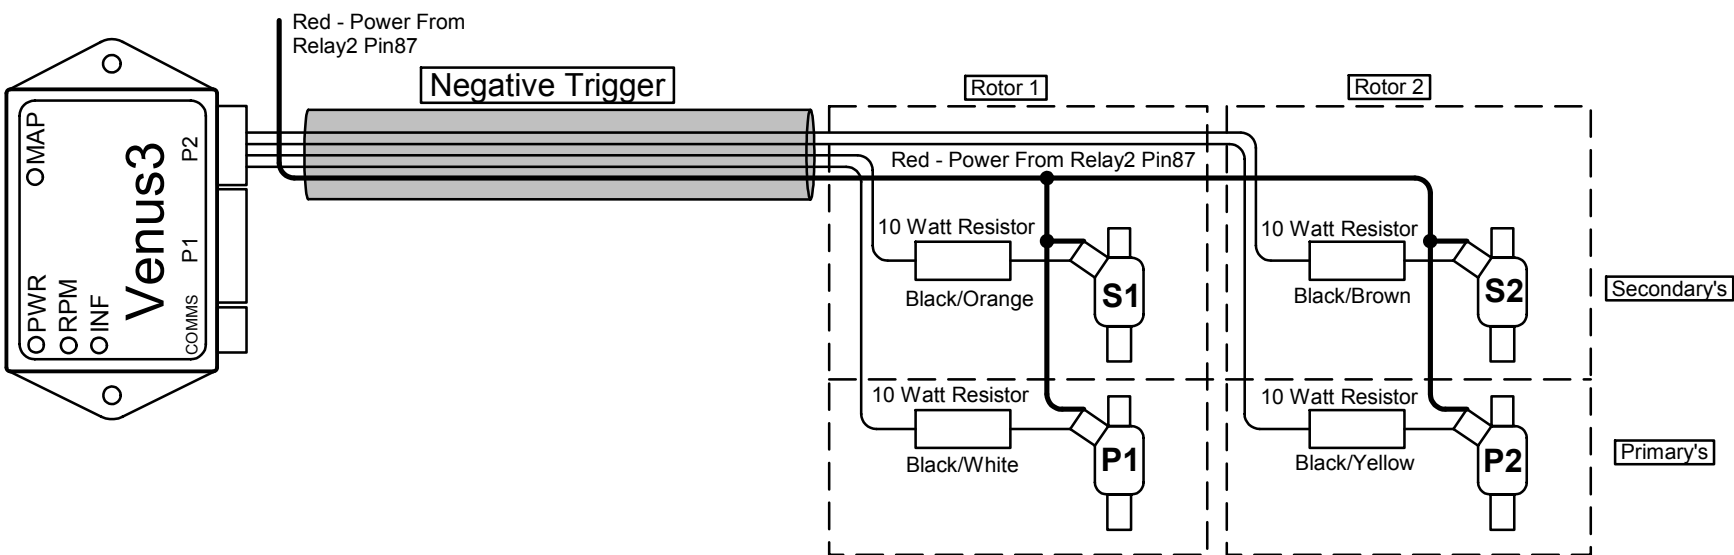 Red - Power From
Relay2 Pin87
Negative Trigger
Rotor 1
Rotor 2
MAP
P2
Venus3
P1
PWR
RPM
INF
COMMS
Red - Power From Relay2 Pin87
10 Watt Resistor
10 Watt Resistor
Black/Orange
S1
Black/Brown
S2
Secondary's
10 Watt Resistor
10 Watt Resistor
Black/White
P1
Black/Yellow
P2
Primary's